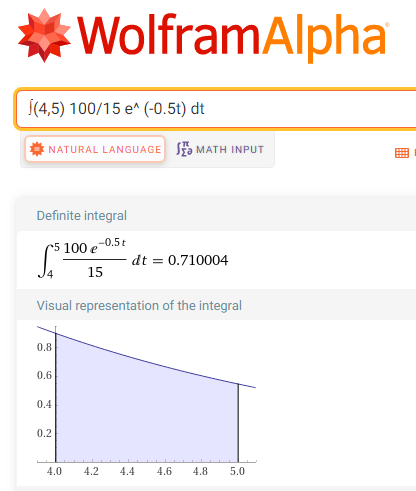 WolframAlpha
∫(4,5) 100/15 e^ (-0.5t) dt
NATURAL LANGUAGE
∫π Σ∂ MATH INPUT
Definite integral
∫_4^5 (100 e^(-0.5 t))/15 dt = 0.710004
Visual representation of the integral
0.8
0.6
0.4
0.2
4.0 4.2 4.4 4.6 4.8 5.0